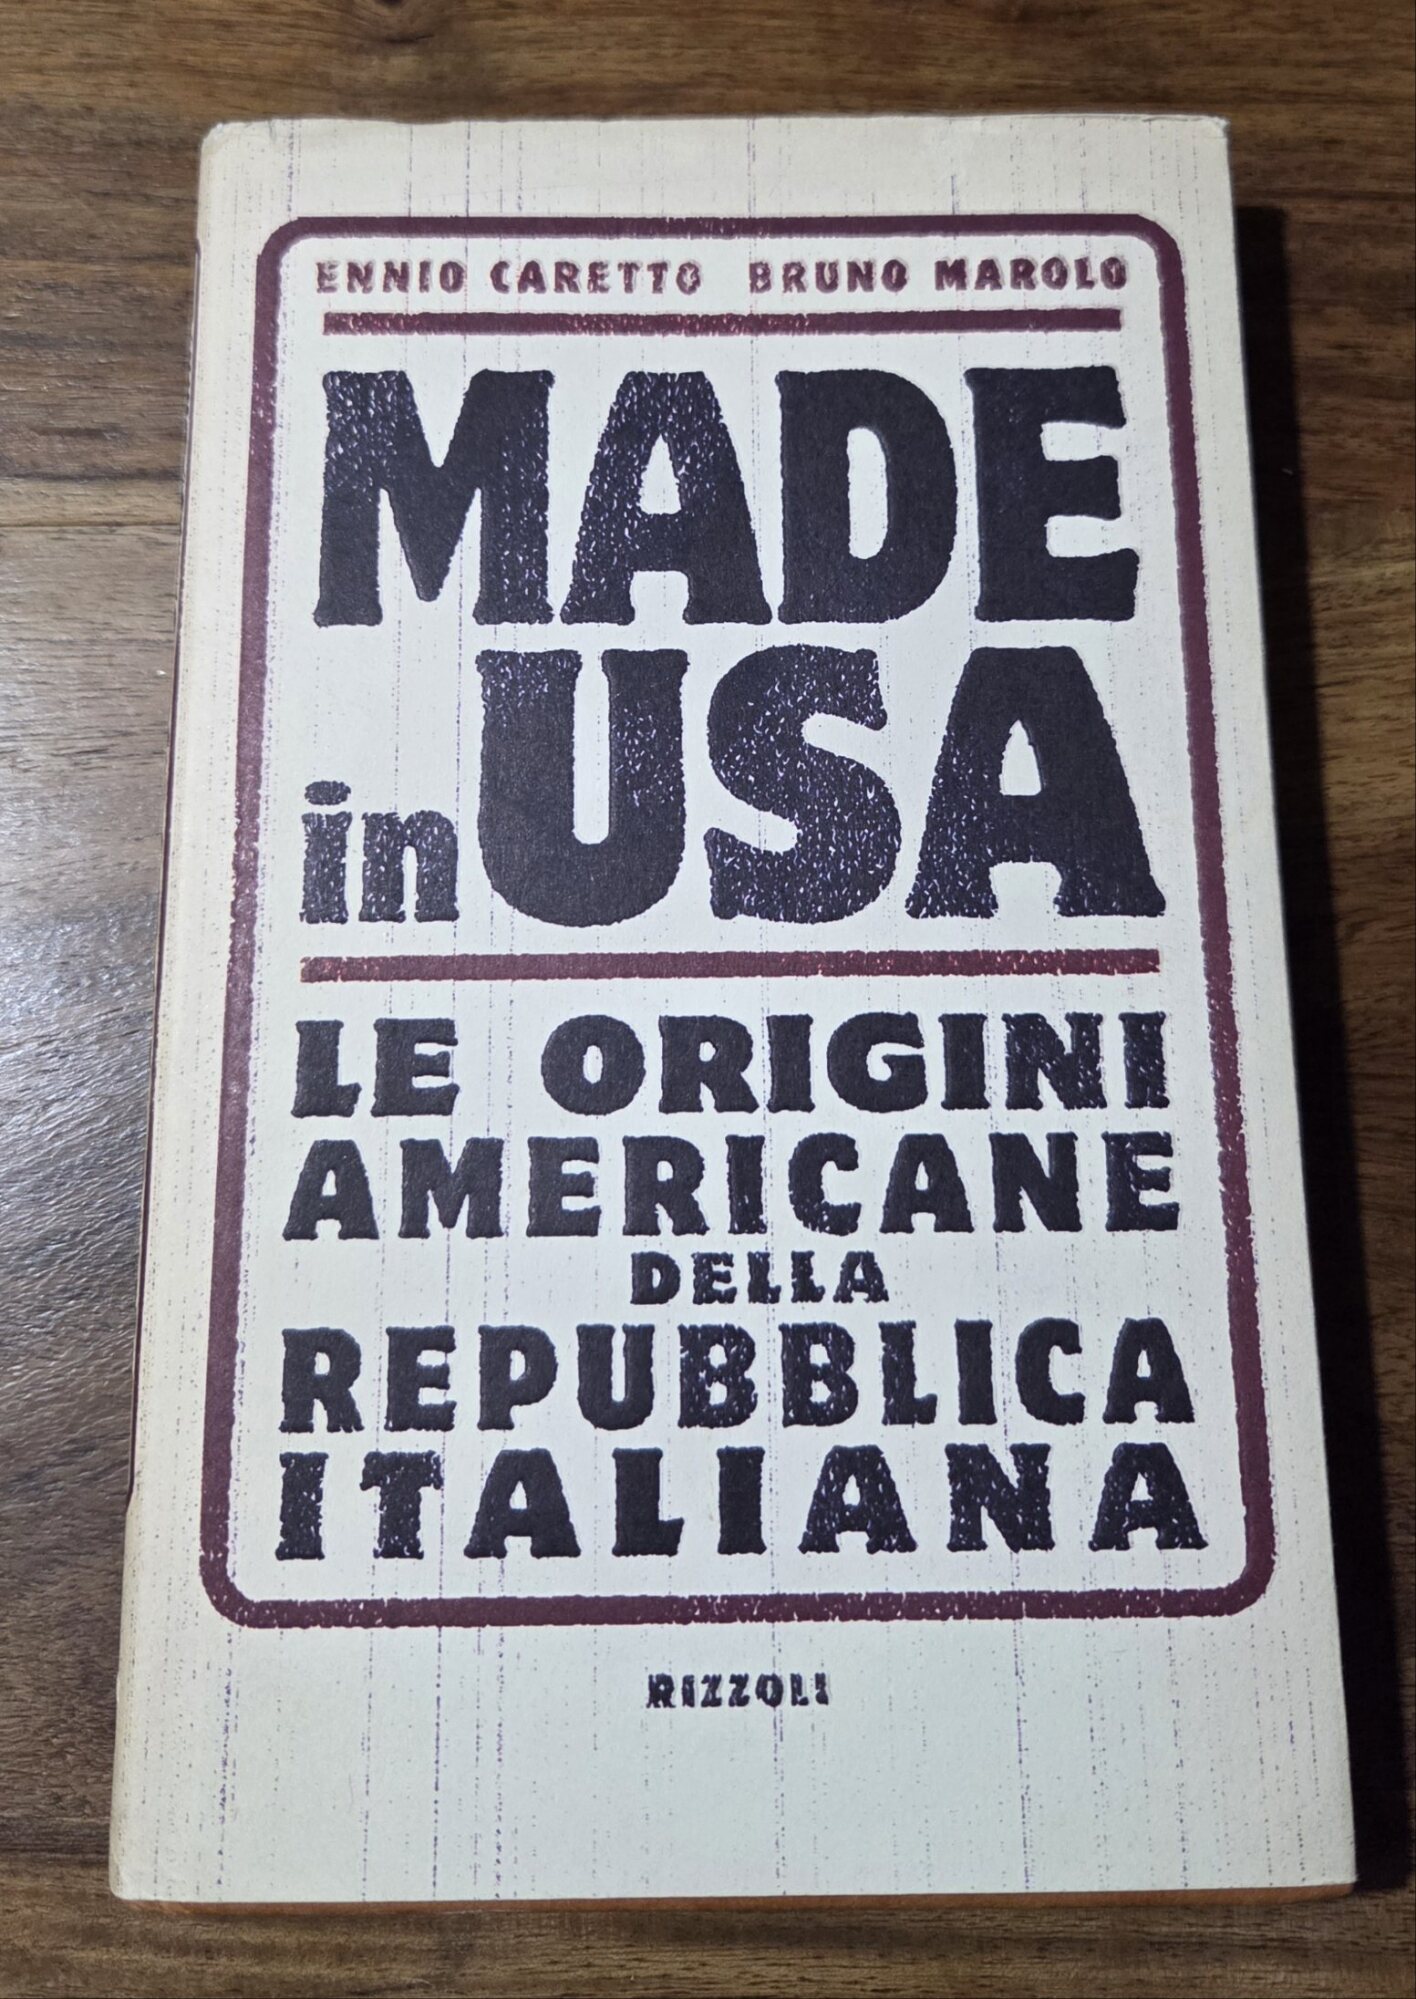 ENNIO CARETTO BRUNO MAROLO
MADE
in USA
LE ORIGINI
AMERICANE
DELLA
REPUBBLICA
ITALIANA
RIZZOLI